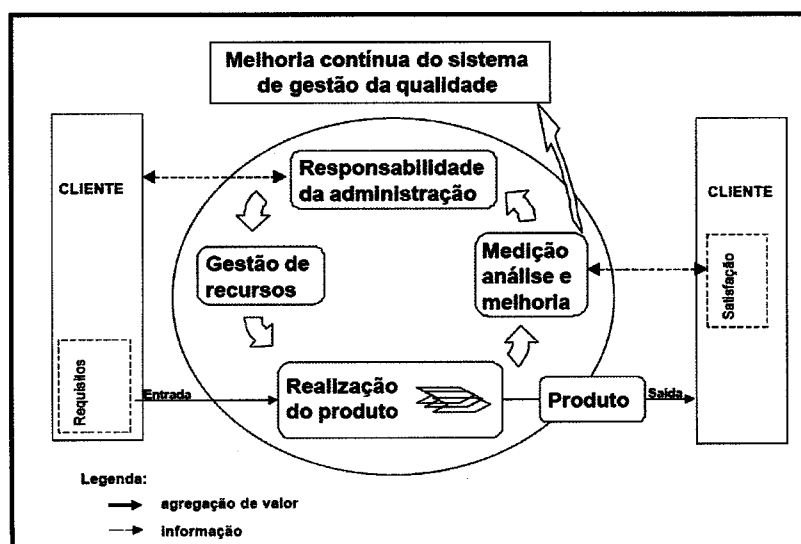 Melhoria contínua do sistema
de gestão da qualidade
CLIENTE
Responsabilidade
da administração
CLIENTE
Gestão de
recursos
Medição
análise e
melhoria
Satisfação
Requisitos
Entrada
Realização
do produto
Produto
Saída
Legenda:
agregação de valor
informação